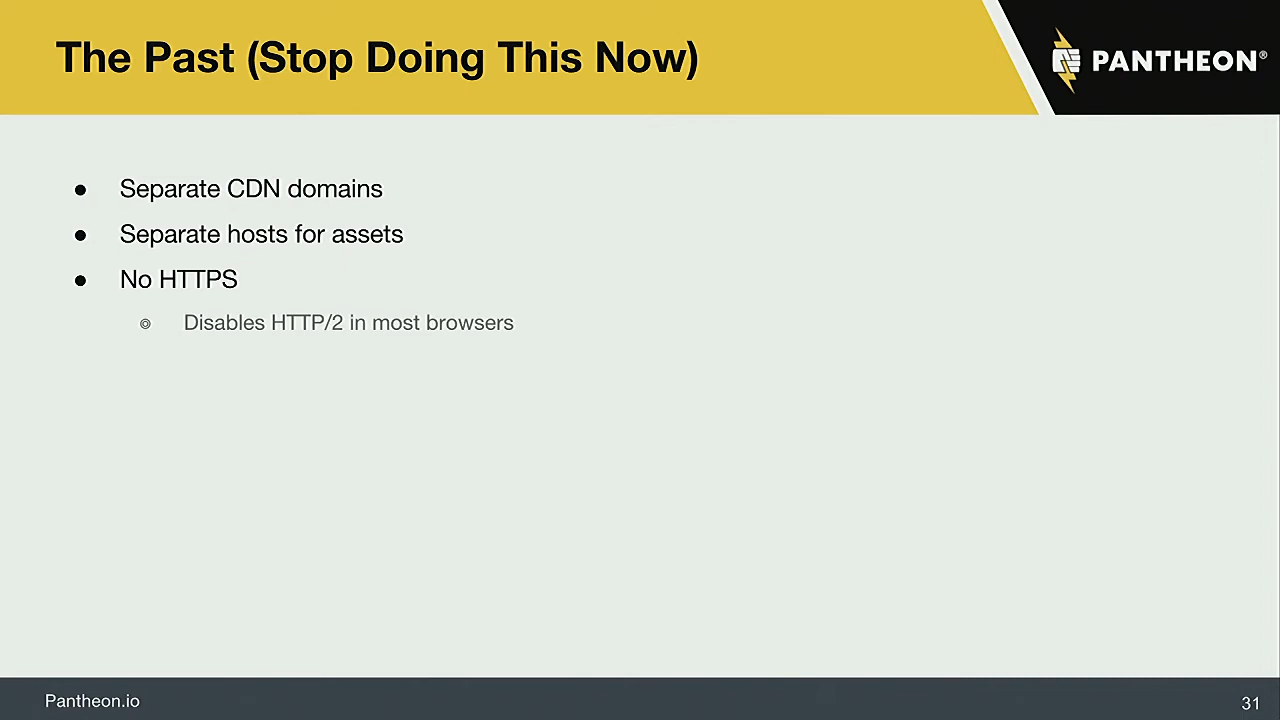 The Past (Stop Doing This Now)
PANTHEON®
● Separate CDN domains
● Separate hosts for assets
● No HTTPS
◎ Disables HTTP/2 in most browsers
Pantheon.io
31